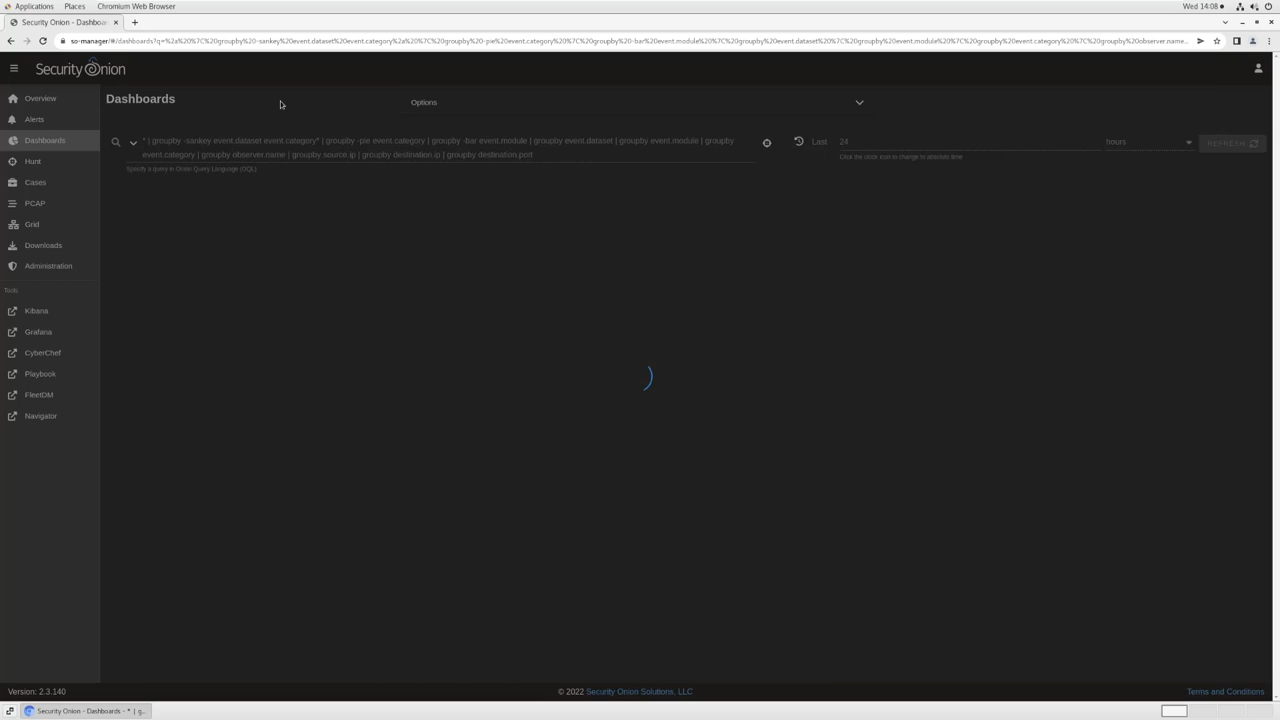 Applications Places Chromium Web Browser Wed 14:08
Security Onion - Dashboar
so-manager/#/dashboards?q=%2a%20%7C%20groupby%20-sankey%20event.dataset%20event.category%2a%20%7C%20groupby%20-pie%20event.category%20%7C%20groupby%20-bar%20event.module%20%7C%20groupby%20event.dataset%20%7C%20groupby%20event.module%20%7C%20groupby%20event.category%20%7C%20groupby%20observer.name...
Security Onion
Overview
Alerts
Dashboards
Hunt
Cases
PCAP
Grid
Downloads
Administration
Tools
Kibana
Grafana
CyberChef
Playbook
FleetDM
Navigator
Dashboards
Options
* | groupby -sankey event.dataset event.category* | groupby -pie event.category | groupby -bar event.module | groupby event.dataset | groupby event.module | groupby
event.category | groupby observer.name | groupby source.ip | groupby destination.ip | groupby destination.port
Specify a query in Onion Query Language (OQL)
Last 24 hours
Click the clock icon to change to absolute time
REFRESH
Version: 2.3.140
© 2022 Security Onion Solutions, LLC
Terms and Conditions
Security Onion - Dashboards - * | g...